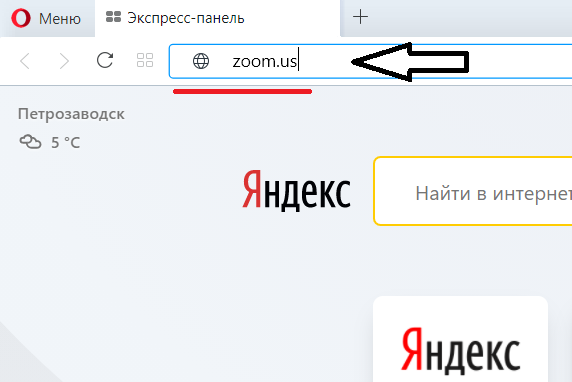 Меню
Экспресс-панель
zoom.us
Петрозаводск
5 °C
Яндекс
Найти в интернет
Яндекс